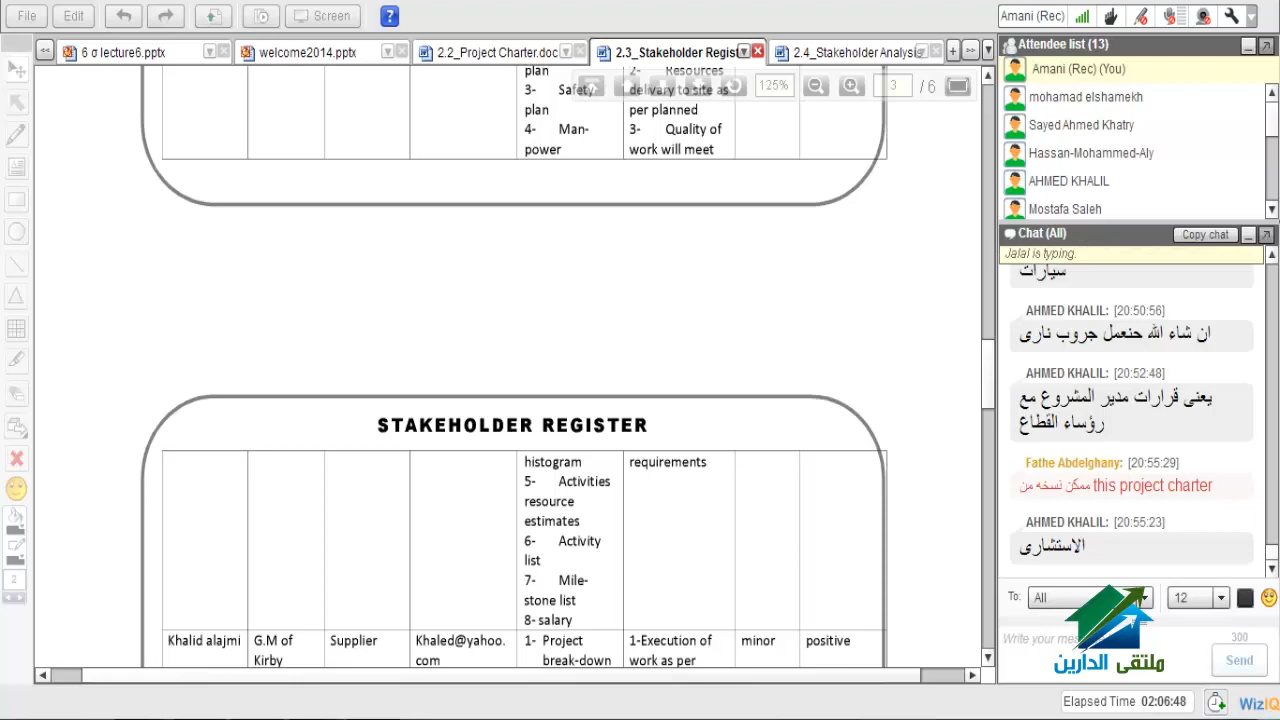 File
Edit
Screen
?
Amani (Rec)
6 σ lecture6.pptx
welcome2014.pptx
2.2_Project Charter.doc
2.3_Stakeholder Regist
2.4_Stakeholder Analysis
125%
3 / 6
plan
3- Safety
plan
4- Man-
power
2- Resources
delivary to site as
per planned
3- Quality of
work will meet
STAKEHOLDER REGISTER
histogram
5- Activities
resource
estimates
6- Activity
list
7- Mile-
stone list
8- salary
requirements
Khalid alajmi
G.M of
Kirby
Supplier
Khaled@yahoo.
com
1- Project
break-down
1-Execution of
work as per
minor
positive
2
Attendee list (13)
Amani (Rec) (You)
mohamad elshamekh
Sayed Ahmed Khatry
Hassan-Mohammed-Aly
AHMED KHALIL
Mostafa Saleh
Chat (All)
Copy chat
Jalal is typing.
سيارات
AHMED KHALIL: [20:50:56]
ان شاء الله حنعمل جروب نارى
AHMED KHALIL: [20:52:48]
يعنى قرارات مدير المشروع مع
رؤساء القطاع
Fathe Abdelghany: [20:55:29]
ممكن نسخه من this project charter
AHMED KHALIL: [20:55:23]
الاستشارى
To: All
12
Write your me
300
Send
ملتقى الدارين
Elapsed Time 02:06:48
WizIQ